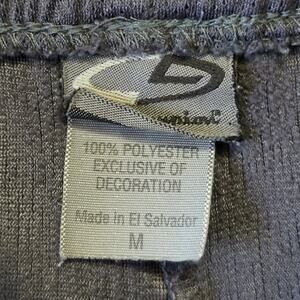 100% POLYESTER
EXCLUSIVE OF
DECORATION
Made in El Salvador
M